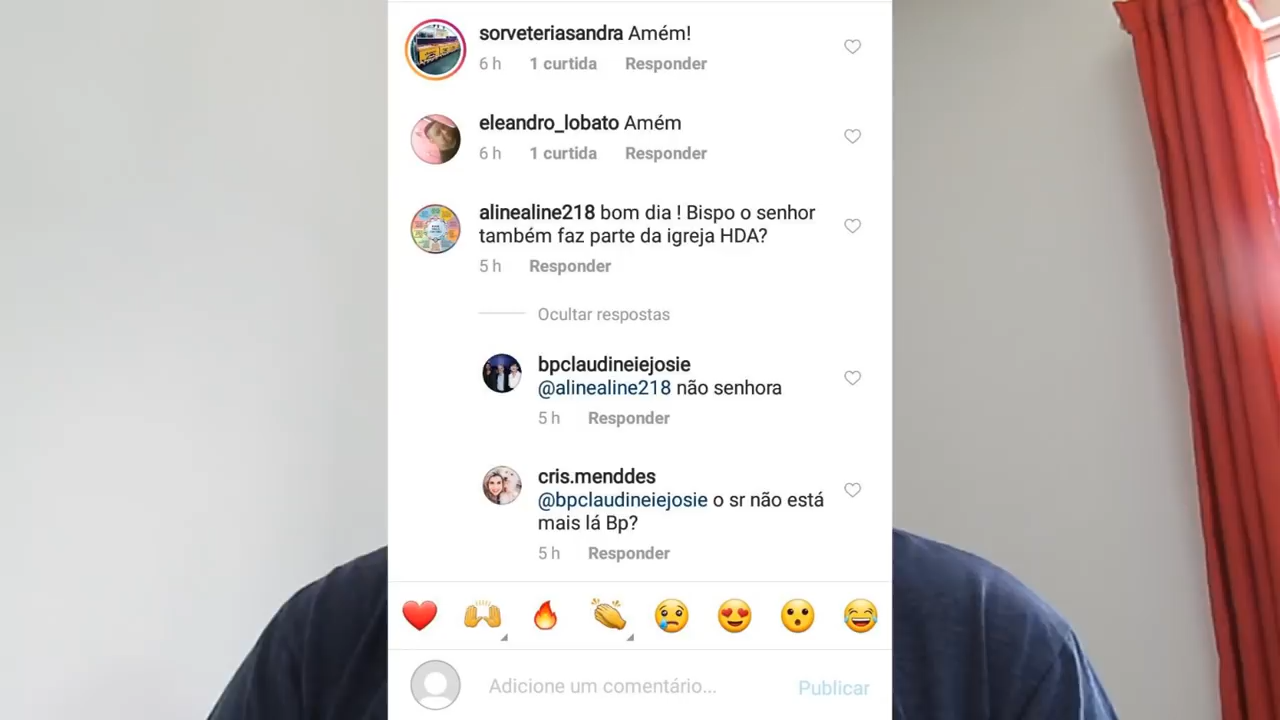 sorveteriasandra Amém!
6 h 1 curtida Responder
eleandro_lobato Amém
6 h 1 curtida Responder
alinealine218 bom dia ! Bispo o senhor
também faz parte da igreja HDA?
5 h Responder
Ocultar respostas
bpclaudineiejosie
@alinealine218 não senhora
5 h Responder
cris.menddes
@bpclaudineiejosie o sr não está
mais lá Bp?
5 h Responder
Adicione um comentário... Publicar